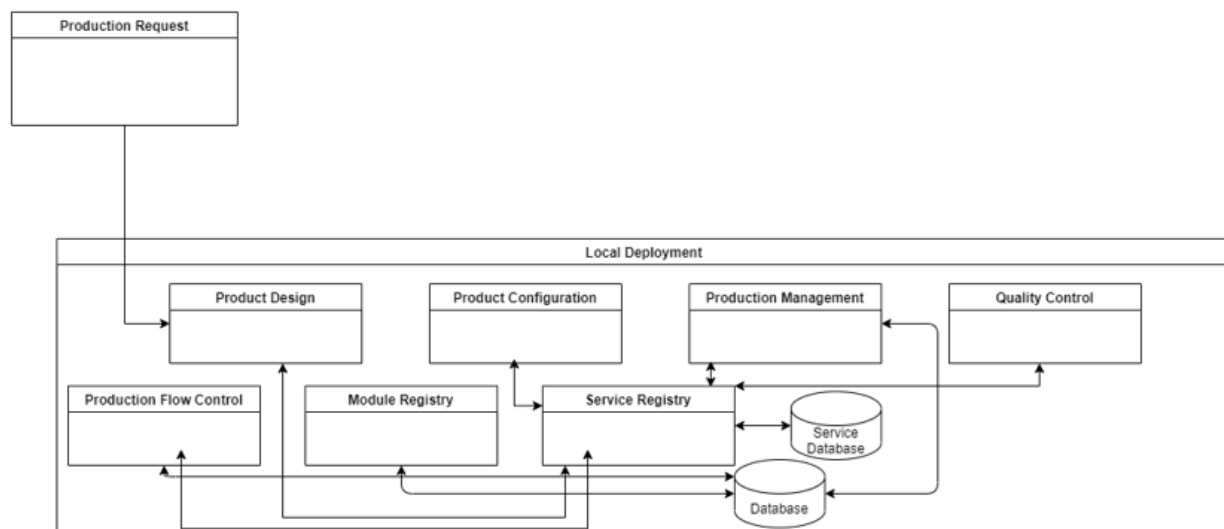 Production Request
Local Deployment
Product Design
Product Configuration
Production Management
Quality Control
Production Flow Control
Module Registry
Service Registry
Service
Database
Database